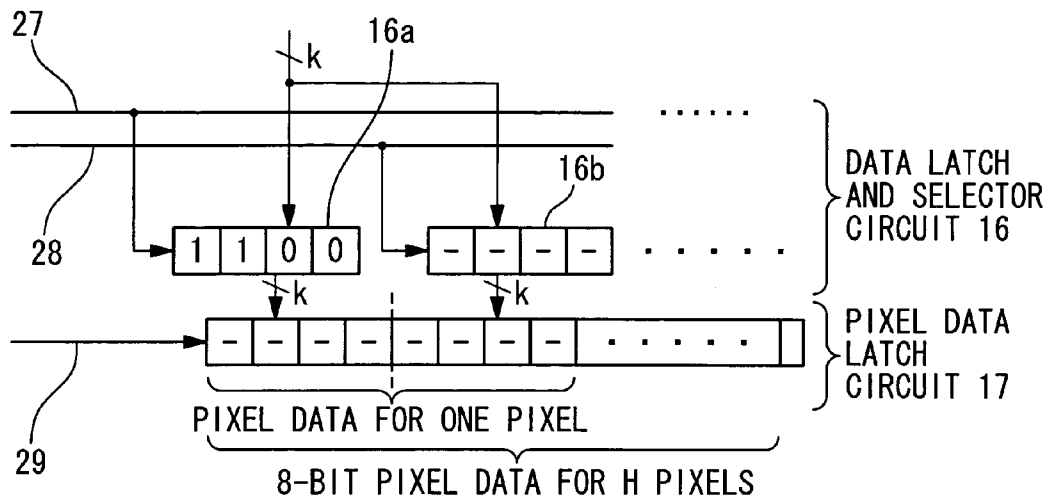 27
16a
k
28
16b
1 1 0 0
- - - -
· · · · · ·
· · · · · ·
DATA LATCH
AND SELECTOR
CIRCUIT 16
k
k
29
- - - - - - - -
· · · · ·
PIXEL DATA
LATCH
CIRCUIT 17
PIXEL DATA FOR ONE PIXEL
8-BIT PIXEL DATA FOR H PIXELS